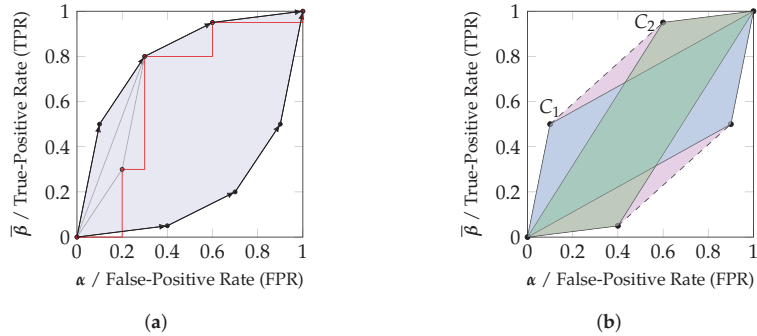 1
0.8
0.6
0.4
0.2
0
0 0.2 0.4 0.6 0.8 1
β̅ / True-Positive Rate (TPR)
α / False-Positive Rate (FPR)
(a)
1
0.8
0.6
0.4
0.2
0
0 0.2 0.4 0.6 0.8 1
β̅ / True-Positive Rate (TPR)
α / False-Positive Rate (FPR)
C₂
C₁
(b)